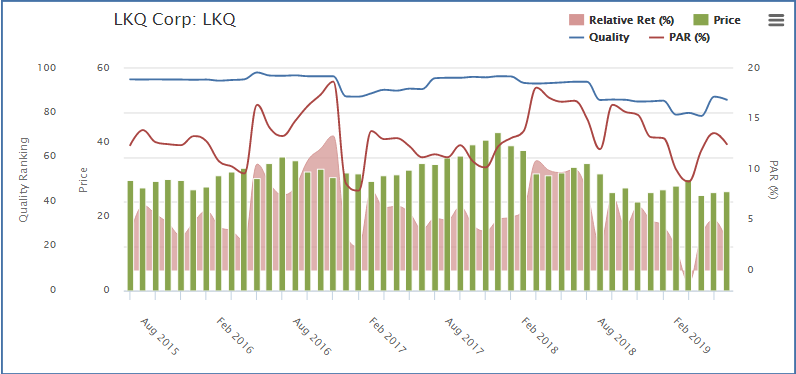 LKQ Corp: LKQ
Relative Ret (%) Price
Quality PAR (%)
100 60 20
80 15
40
60 10
40 20 5
20 0
0 0
Quality Ranking
Price
PAR (%)
Aug 2015 Feb 2016 Aug 2016 Feb 2017 Aug 2017 Feb 2018 Aug 2018 Feb 2019